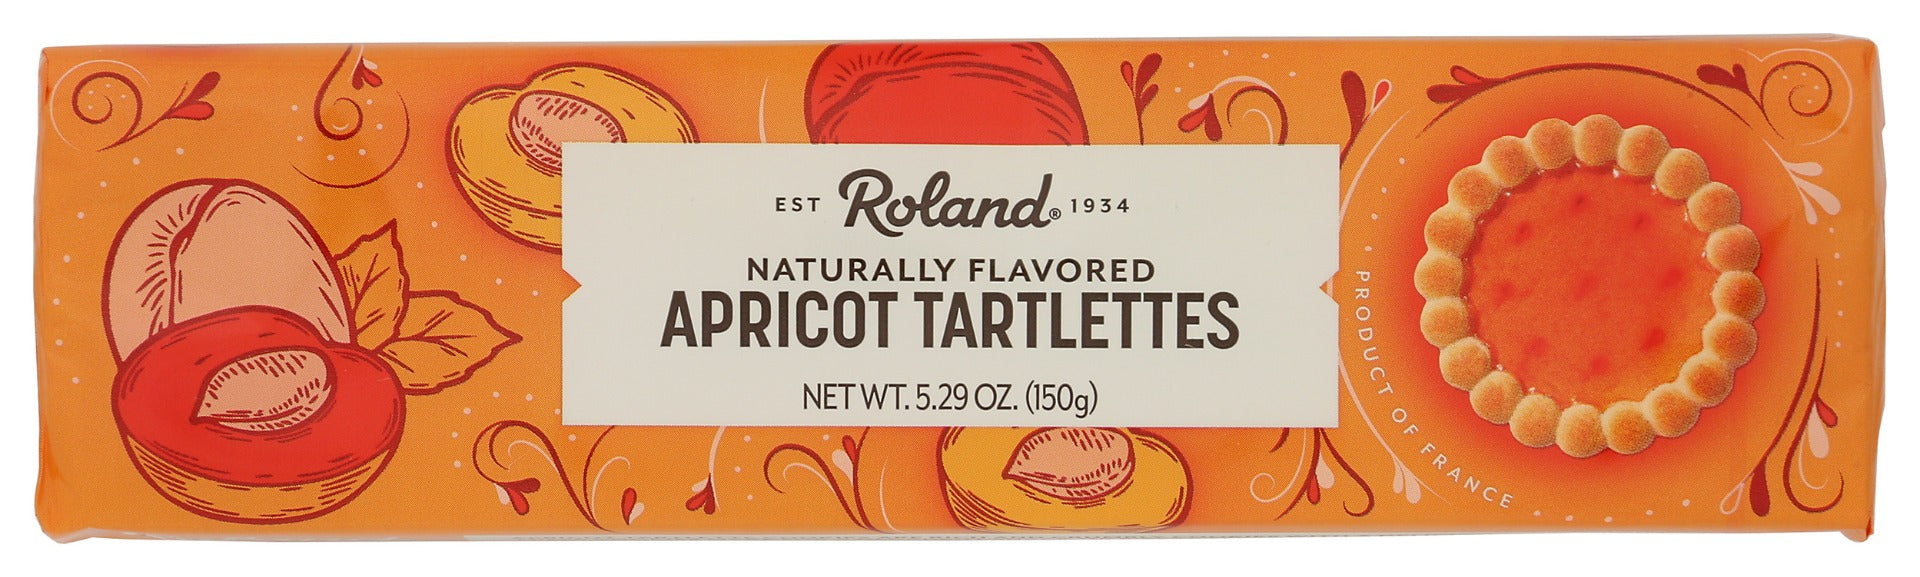 EST Roland® 1934
NATURALLY FLAVORED
APRICOT TARTLETTES
NET WT. 5.29 OZ. (150g)
PRODUCT OF FRANCE